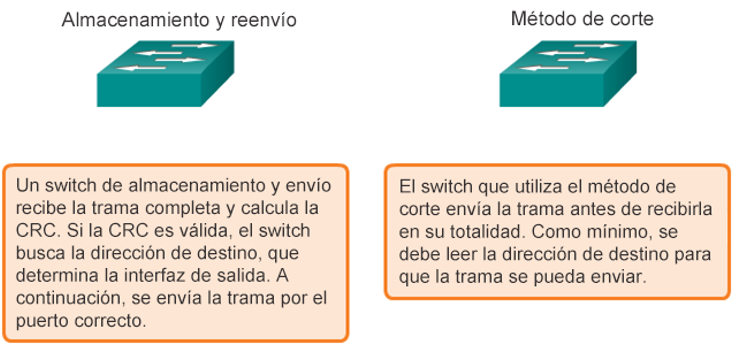 Almacenamiento y reenvío
Método de corte
Un switch de almacenamiento y envío
recibe la trama completa y calcula la
CRC. Si la CRC es válida, el switch
busca la dirección de destino, que
determina la interfaz de salida. A
continuación, se envía la trama por el
puerto correcto.
El switch que utiliza el método de
corte envía la trama antes de recibirla
en su totalidad. Como mínimo, se
debe leer la dirección de destino para
que la trama se pueda enviar.